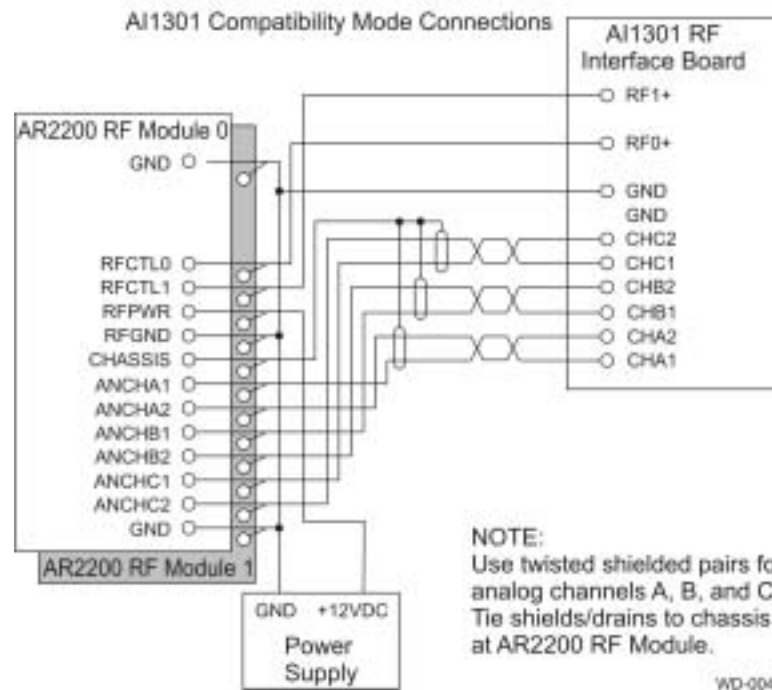 AI1301 Compatibility Mode Connections
AI1301 RF
Interface Board
RF1+
RF0+
GND
GND
CHC2
CHC1
CHB2
CHB1
CHA2
CHA1
AR2200 RF Module 0
GND
RFCTL0
RFCTL1
RFPWR
RFGND
CHASSIS
ANCHA1
ANCHA2
ANCHB1
ANCHB2
ANCHC1
ANCHC2
GND
AR2200 RF Module 1
GND +12VDC
Power
Supply
NOTE:
Use twisted shielded pairs fo
analog channels A, B, and C
Tie shields/drains to chassis
at AR2200 RF Module.
WD-004